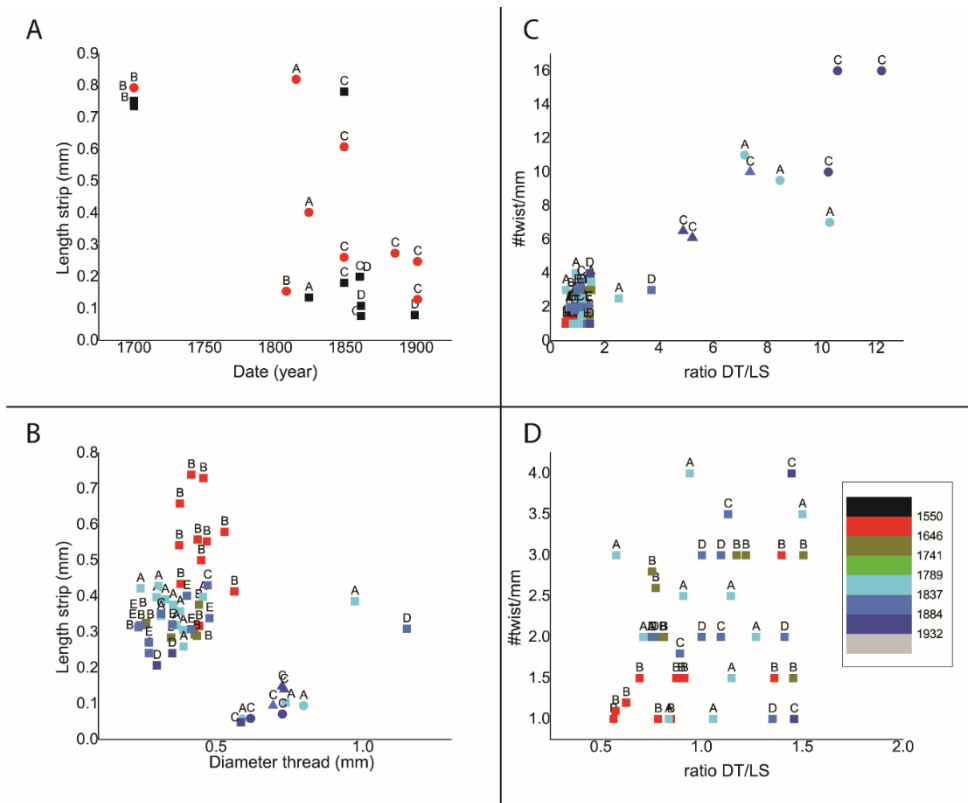 A
0.9
0.8
0.7
0.6
0.5
0.4
0.3
0.2
0.1
0.0
Length strip (mm)
B
B
B
A
A
B
A
C
C
C
C
C
D
D
C
C
C
C
D
1700
1750
1800
1850
1900
Date (year)
C
16
14
12
10
8
6
4
2
0
#twist/mm
C
C
A
C
A
C
A
C
C
D
A
A
A
D
0
2
4
6
8
10
12
ratio DT/LS
B
0.8
0.7
0.6
0.5
0.4
0.3
0.2
0.1
0.0
Length strip (mm)
B
B
B
B
B
B
B
B
B
B
A
A
E
C
A
A
D
D
D
C
C
C
A
A
A
C
C
C
0.5
1.0
Diameter thread (mm)
D
4.0
3.5
3.0
2.5
2.0
1.5
1.0
#twist/mm
A
C
C
A
A
D
D
B
B
B
B
B
B
A
A
D
D
A
D
C
B
A
B
B
B
B
B
A
D
C
0.5
1.0
1.5
2.0
ratio DT/LS
1550
1646
1741
1789
1837
1884
1932